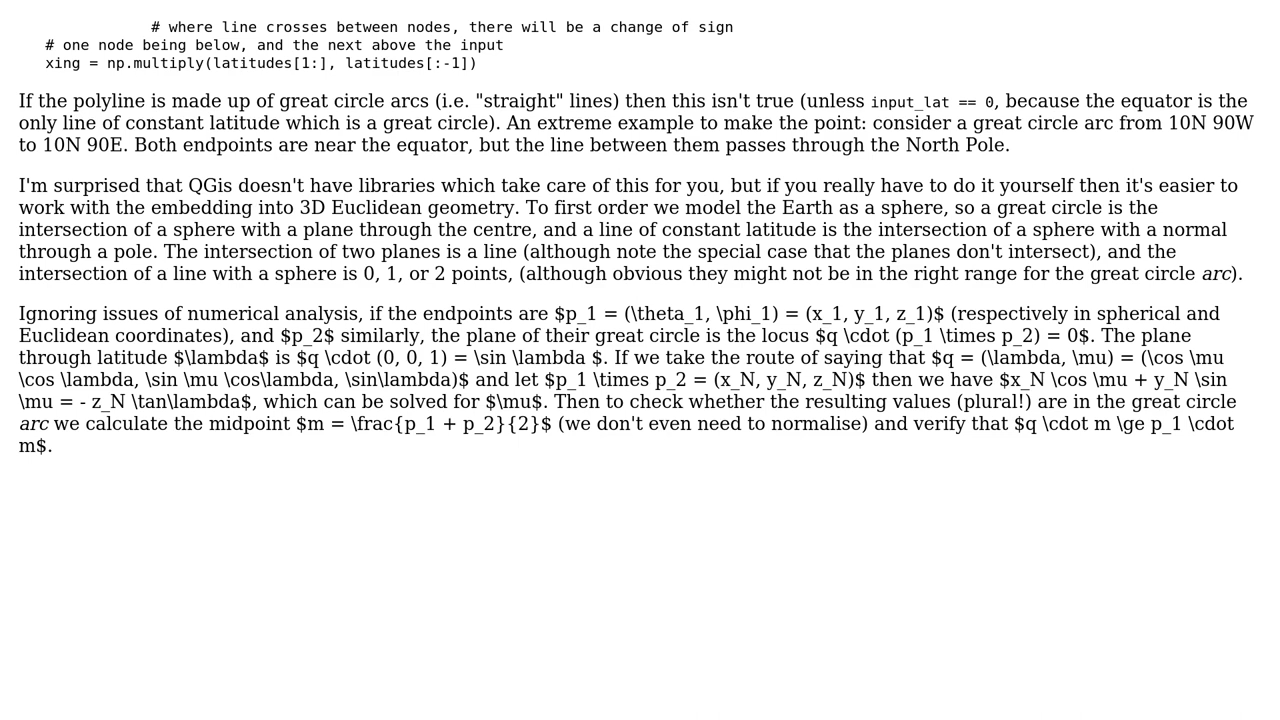 # where line crosses between nodes, there will be a change of sign
# one node being below, and the next above the input
xing = np.multiply(latitudes[1:], latitudes[:-1])
If the polyline is made up of great circle arcs (i.e. "straight" lines) then this isn't true (unless input_lat == 0, because the equator is the
only line of constant latitude which is a great circle). An extreme example to make the point: consider a great circle arc from 10N 90W
to 10N 90E. Both endpoints are near the equator, but the line between them passes through the North Pole.
I'm surprised that QGis doesn't have libraries which take care of this for you, but if you really have to do it yourself then it's easier to
work with the embedding into 3D Euclidean geometry. To first order we model the Earth as a sphere, so a great circle is the
intersection of a sphere with a plane through the centre, and a line of constant latitude is the intersection of a sphere with a normal
through a pole. The intersection of two planes is a line (although note the special case that the planes don't intersect), and the
intersection of a line with a sphere is 0, 1, or 2 points, (although obvious they might not be in the right range for the great circle arc).
Ignoring issues of numerical analysis, if the endpoints are $p_1 = (\theta_1, \phi_1) = (x_1, y_1, z_1)$ (respectively in spherical and
Euclidean coordinates), and $p_2$ similarly, the plane of their great circle is the locus $q \cdot (p_1 \times p_2) = 0$. The plane
through latitude $\lambda$ is $q \cdot (0, 0, 1) = \sin \lambda $. If we take the route of saying that $q = (\lambda, \mu) = (\cos \mu
\cos \lambda, \sin \mu \cos\lambda, \sin\lambda)$ and let $p_1 \times p_2 = (x_N, y_N, z_N)$ then we have $x_N \cos \mu + y_N \sin
\mu = - z_N \tan\lambda$, which can be solved for $\mu$. Then to check whether the resulting values (plural!) are in the great circle
arc we calculate the midpoint $m = \frac{p_1 + p_2}{2}$ (we don't even need to normalise) and verify that $q \cdot m \ge p_1 \cdot
m$.